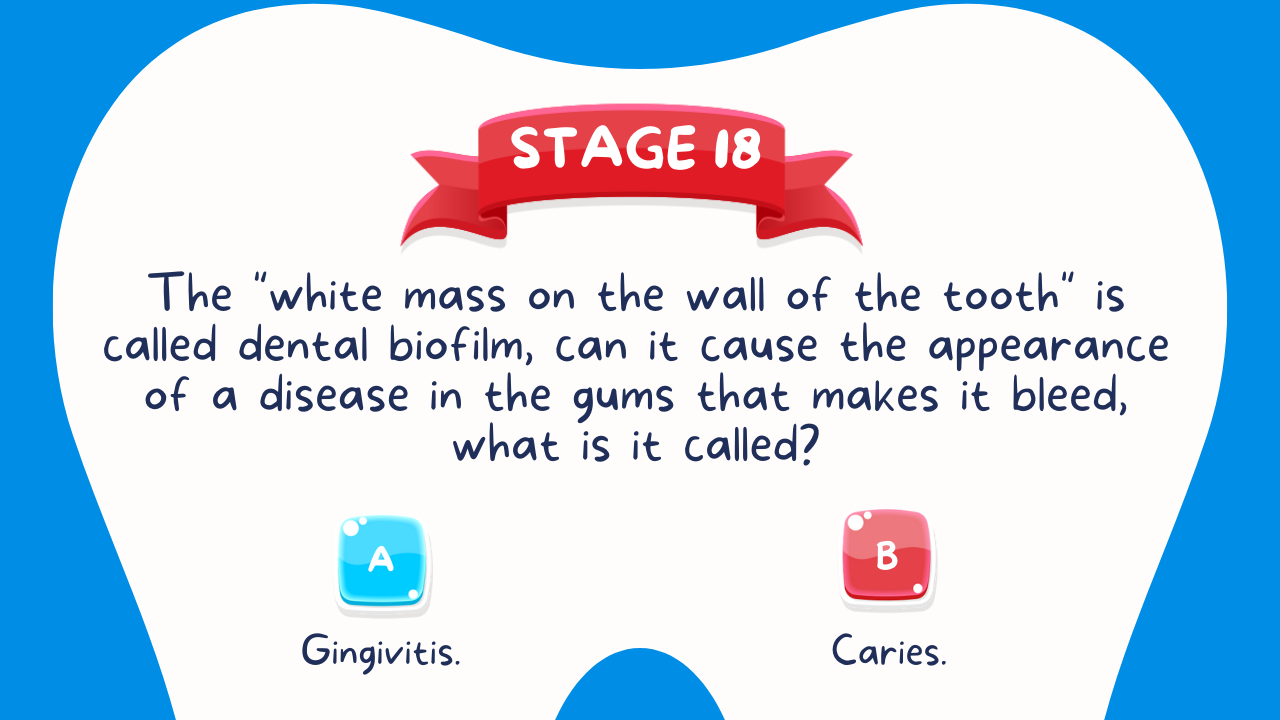 STAGE 18
The "white mass on the wall of the tooth" is
called dental biofilm, can it cause the appearance
of a disease in the gums that makes it bleed,
what is it called?
A
B
Gingivitis.
Caries.